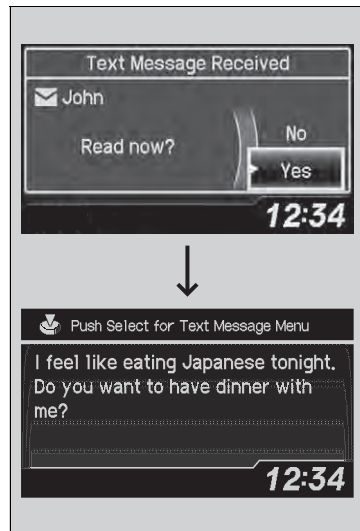 Text Message Received
John
Read now?
No
Yes
12:34
Push Select for Text Message Menu
I feel like eating Japanese tonight.
Do you want to have dinner with
me?
12:34